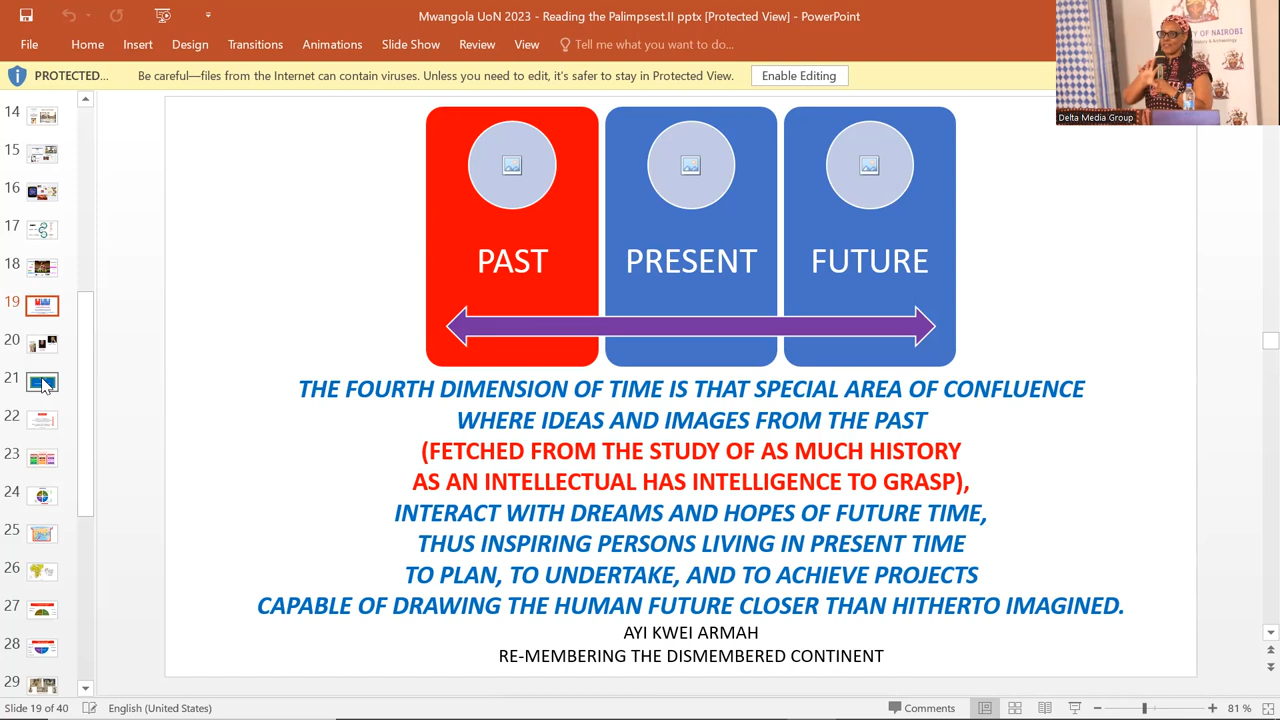 Mwangola UoN 2023 - Reading the Palimpsest.II pptx [Protected View] - PowerPoint
File Home Insert Design Transitions Animations Slide Show Review View Tell me what you want to do...
PROTECTED... Be careful—files from the Internet can contain viruses. Unless you need to edit, it's safer to stay in Protected View. Enable Editing
OF NAIROBI
Delta Media Group
14
15
16
17
18
19
20
21
22
23
24
25
26
27
28
29
PAST PRESENT FUTURE
THE FOURTH DIMENSION OF TIME IS THAT SPECIAL AREA OF CONFLUENCE
WHERE IDEAS AND IMAGES FROM THE PAST
(FETCHED FROM THE STUDY OF AS MUCH HISTORY
AS AN INTELLECTUAL HAS INTELLIGENCE TO GRASP),
INTERACT WITH DREAMS AND HOPES OF FUTURE TIME,
THUS INSPIRING PERSONS LIVING IN PRESENT TIME
TO PLAN, TO UNDERTAKE, AND TO ACHIEVE PROJECTS
CAPABLE OF DRAWING THE HUMAN FUTURE CLOSER THAN HITHERTO IMAGINED.
AYI KWEI ARMAH
RE-MEMBERING THE DISMEMBERED CONTINENT
Slide 19 of 40 English (United States) Comments 81 %